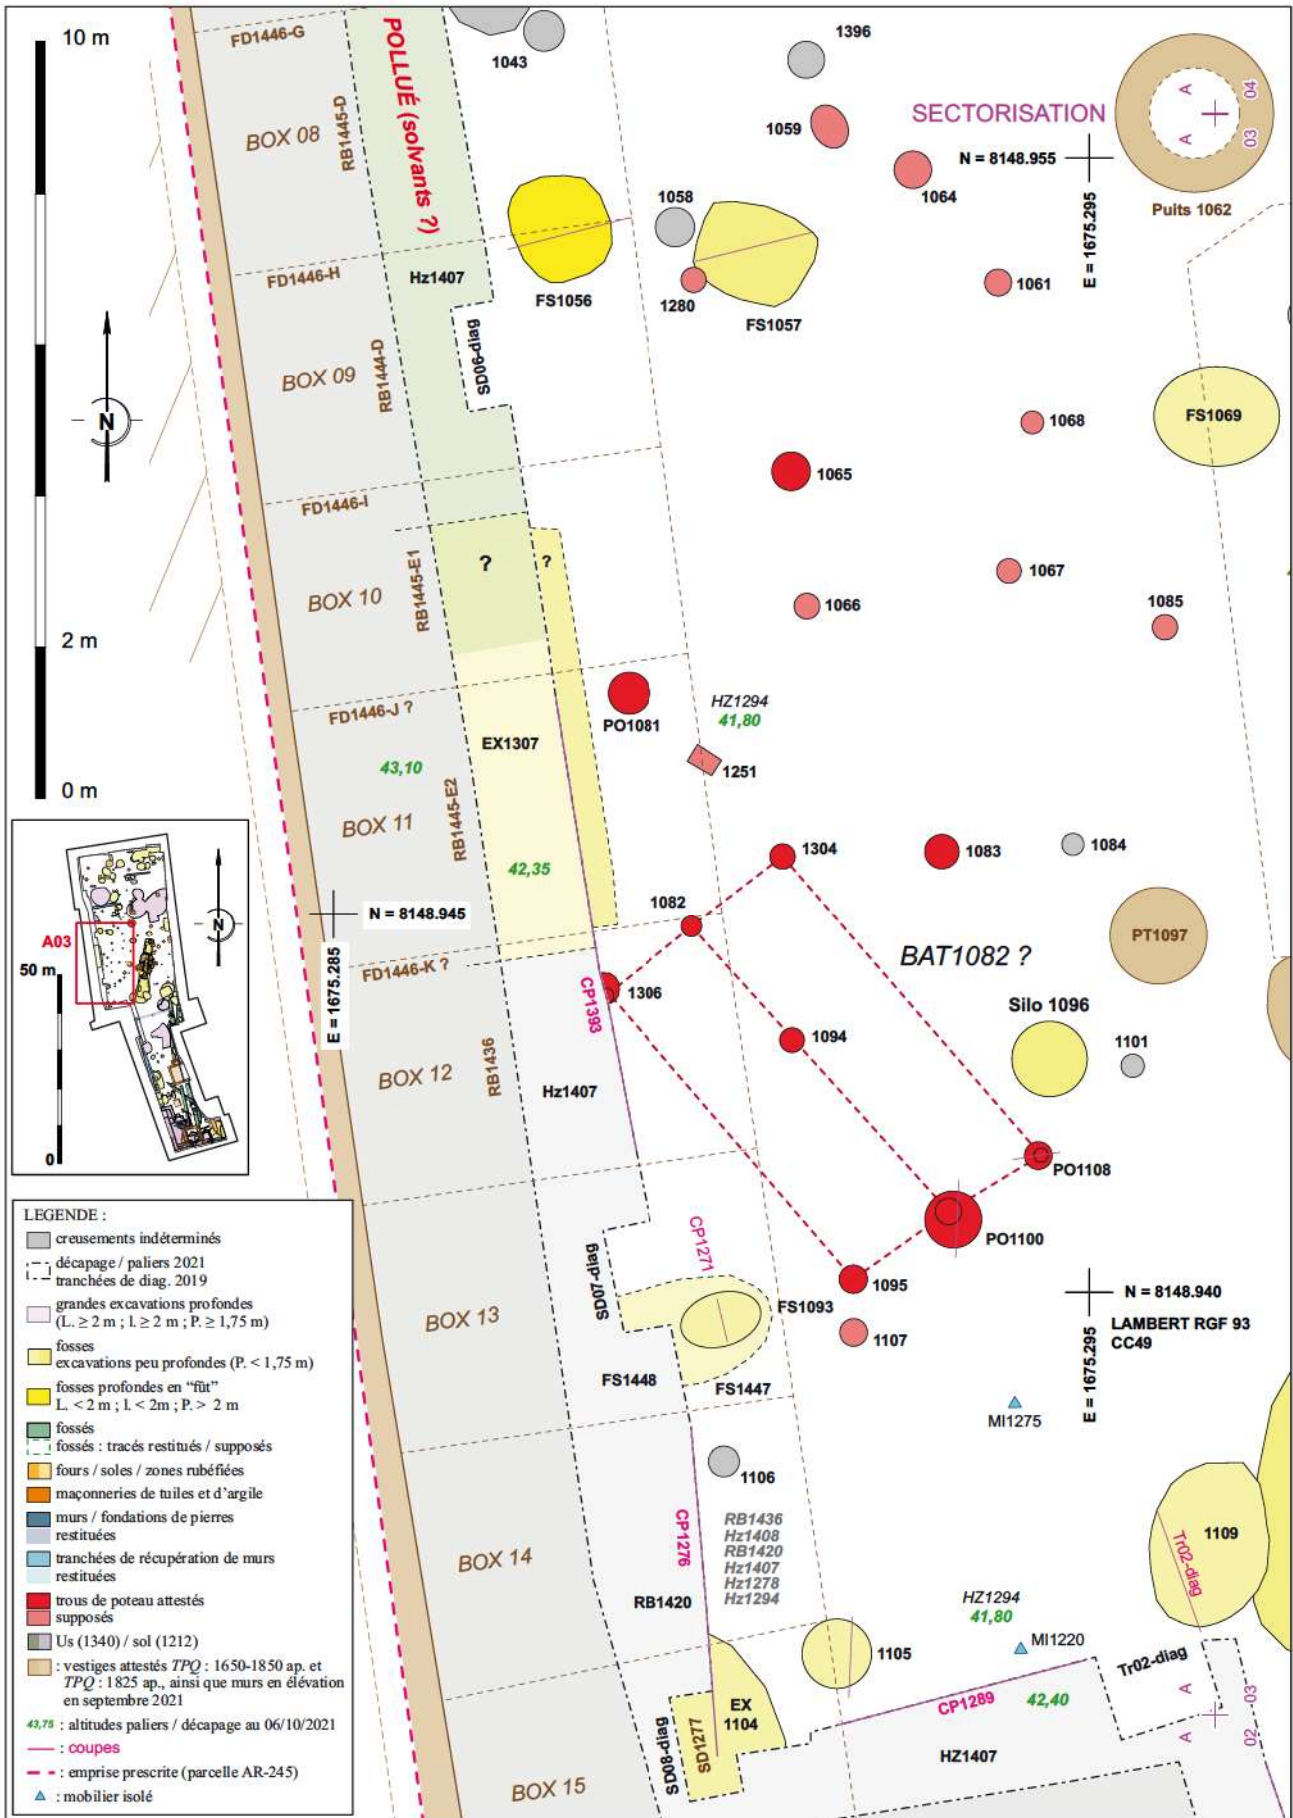 10 m
FD1446-G
POLLUÉ (solvants ?)
1043
1396
BOX 08
RB1445-D
1059
SECTORISATION
N = 8148.955
E = 1675.295
A
A
04
03
1064
Puits 1062
1058
FD1446-H
Hz1407
FS1056
1280
FS1057
1061
SD06-diag
BOX 09
RB1444-D
N
1068
FS1069
1065
FD1446-I
?
?
BOX 10
RB1445-E1
1067
1066
1085
2 m
PO1081
HZ1294
41,80
FD1446-J ?
EX1307
1251
43,10
0 m
BOX 11
RB1445-E2
42,35
1304
1083
1084
1082
N = 8148.945
E = 1675.285
PT1097
BAT1082 ?
A03
50 m
N
0
FD1446-K ?
1306
CP1393
Silo 1096
1094
1101
BOX 12
RB1436
Hz1407
PO1108
PO1100
CP1271
SD07-diag
1095
FS1093
N = 8148.940
LAMBERT RGF 93
CC49
E = 1675.295
BOX 13
1107
FS1448
FS1447
MI1275
1106
CP1276
RB1436
Hz1408
RB1420
Hz1407
Hz1278
Hz1294
1109
Tr02-diag
BOX 14
RB1420
HZ1294
41,80
MI1220
1105
Tr02-diag
CP1289
42,40
EX
1104
SD1277
SD08-diag
HZ1407
A
A
03
02
BOX 15
LEGENDE :
creusements indéterminés
décapage / paliers 2021
tranchées de diag. 2019
grandes excavations profondes
(L. ≥ 2 m ; l. ≥ 2 m ; P. ≥ 1,75 m)
fosses
excavations peu profondes (P. < 1,75 m)
fosses profondes en “fût”
L. < 2 m ; l. < 2m ; P. > 2 m
fossés
fossés : tracés restitués / supposés
fours / soles / zones rubéfiées
maçonneries de tuiles et d'argile
murs / fondations de pierres
restituées
tranchées de récupération de murs
restituées
trous de poteau attestés
supposés
Us (1340) / sol (1212)
: vestiges attestés TPQ : 1650-1850 ap. et
TPQ : 1825 ap., ainsi que murs en élévation
en septembre 2021
43,75 : altitudes paliers / décapage au 06/10/2021
: coupes
: emprise prescrite (parcelle AR-245)
: mobilier isolé